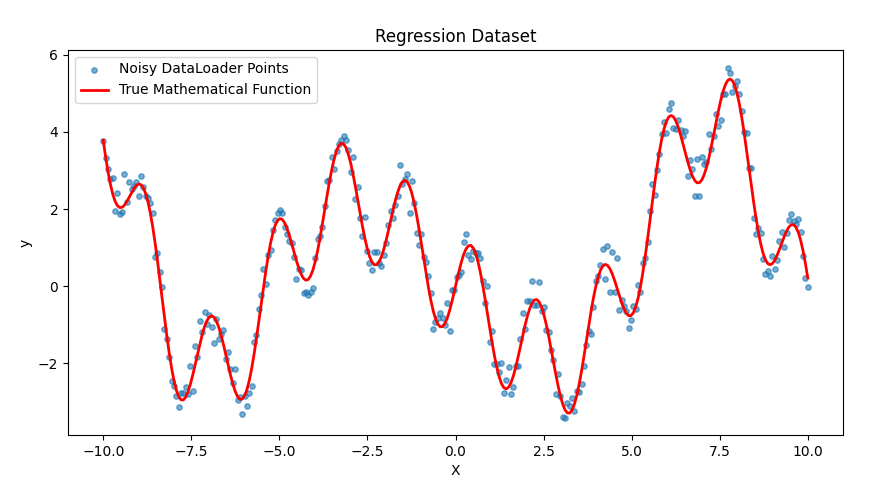 Regression Dataset
Noisy DataLoader Points
True Mathematical Function
6
4
2
0
−2
y
−10.0 −7.5 −5.0 −2.5 0.0 2.5 5.0 7.5 10.0
X